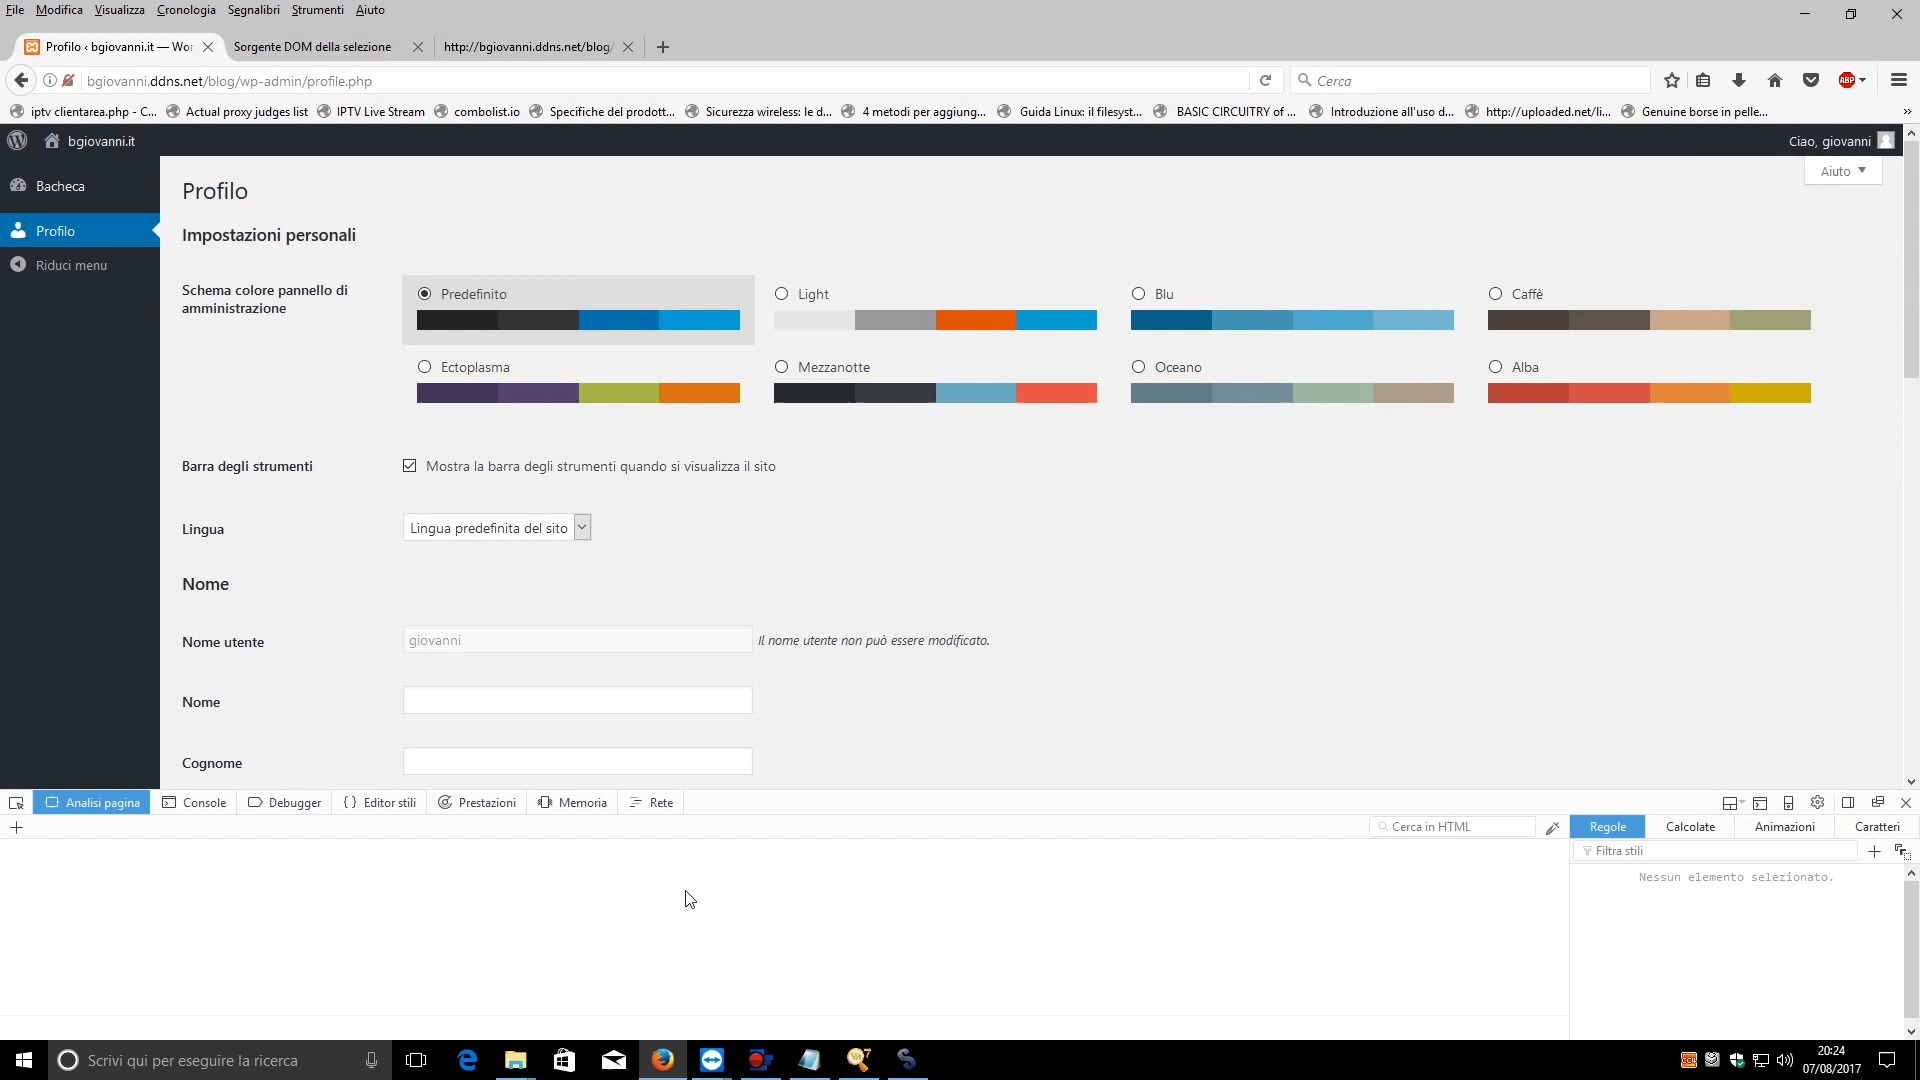 File Modifica Visualizza Cronologia Segnalibri Strumenti Aiuto
Profilo ‹ bgiovanni.it — Wor
Sorgente DOM della selezione
http://bgiovanni.ddns.net/blog/
bgiovanni.ddns.net/blog/wp-admin/profile.php
Cerca
ABP
iptv clientarea.php - C... Actual proxy judges list IPTV Live Stream combolist.io Specifiche del prodott... Sicurezza wireless: le d... 4 metodi per aggiung... Guida Linux: il filesyst... BASIC CIRCUITRY of ... Introduzione all'uso d... http://uploaded.net/li... Genuine borse in pelle...
bgiovanni.it
Ciao, giovanni
Aiuto
Bacheca
Profilo
Riduci menu
Profilo
Impostazioni personali
Schema colore pannello di
amministrazione
Predefinito Light Blu Caffè
Ectoplasma Mezzanotte Oceano Alba
Barra degli strumenti
Mostra la barra degli strumenti quando si visualizza il sito
Lingua
Lingua predefinita del sito
Nome
Nome utente
giovanni
Il nome utente non può essere modificato.
Nome
Cognome
Analisi pagina Console Debugger Editor stili Prestazioni Memoria Rete
Cerca in HTML
Regole Calcolate Animazioni Caratteri
Filtra stili
Nessun elemento selezionato.
Scrivi qui per eseguire la ricerca
20:24
07/08/2017